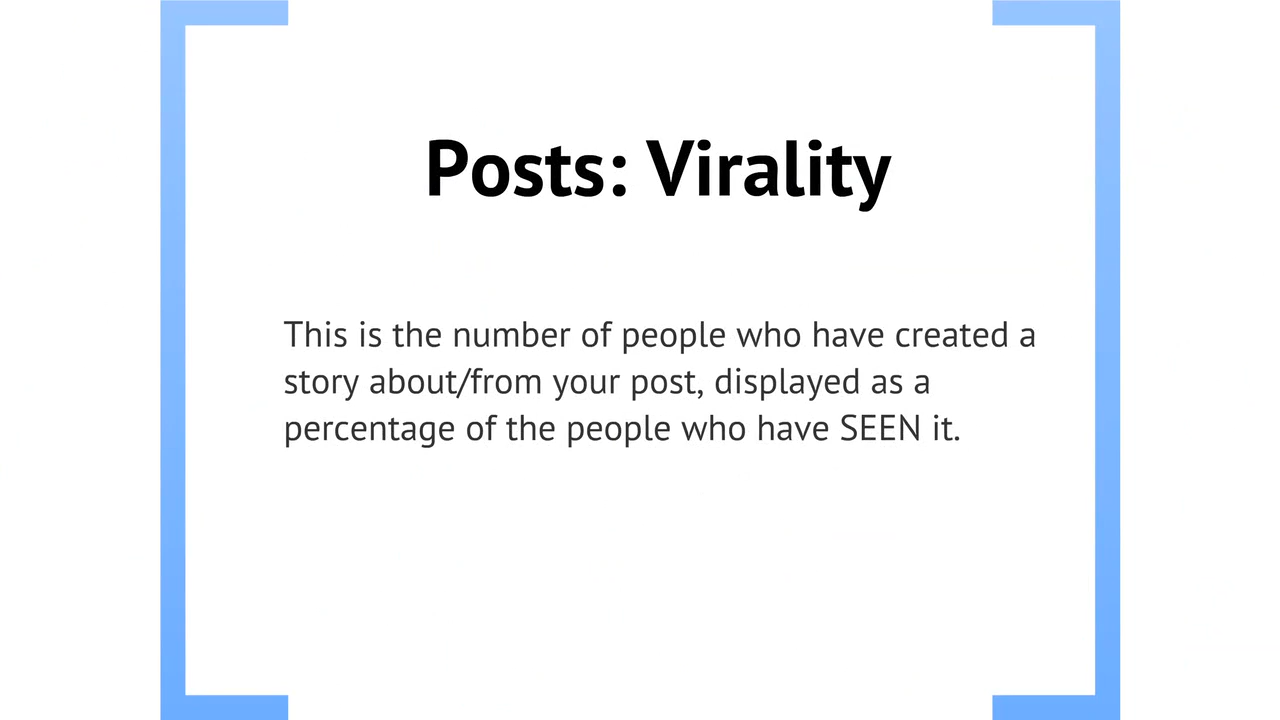 Posts: Virality
This is the number of people who have created a
story about/from your post, displayed as a
percentage of the people who have SEEN it.